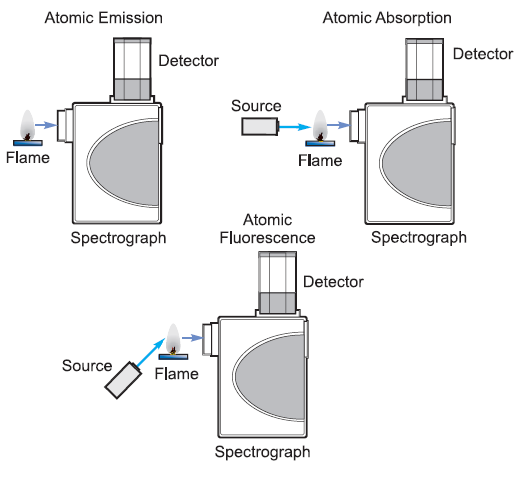 Atomic Emission
Detector
Flame
Spectrograph
Atomic Absorption
Detector
Source
Flame
Spectrograph
Atomic
Fluorescence
Detector
Source
Flame
Spectrograph